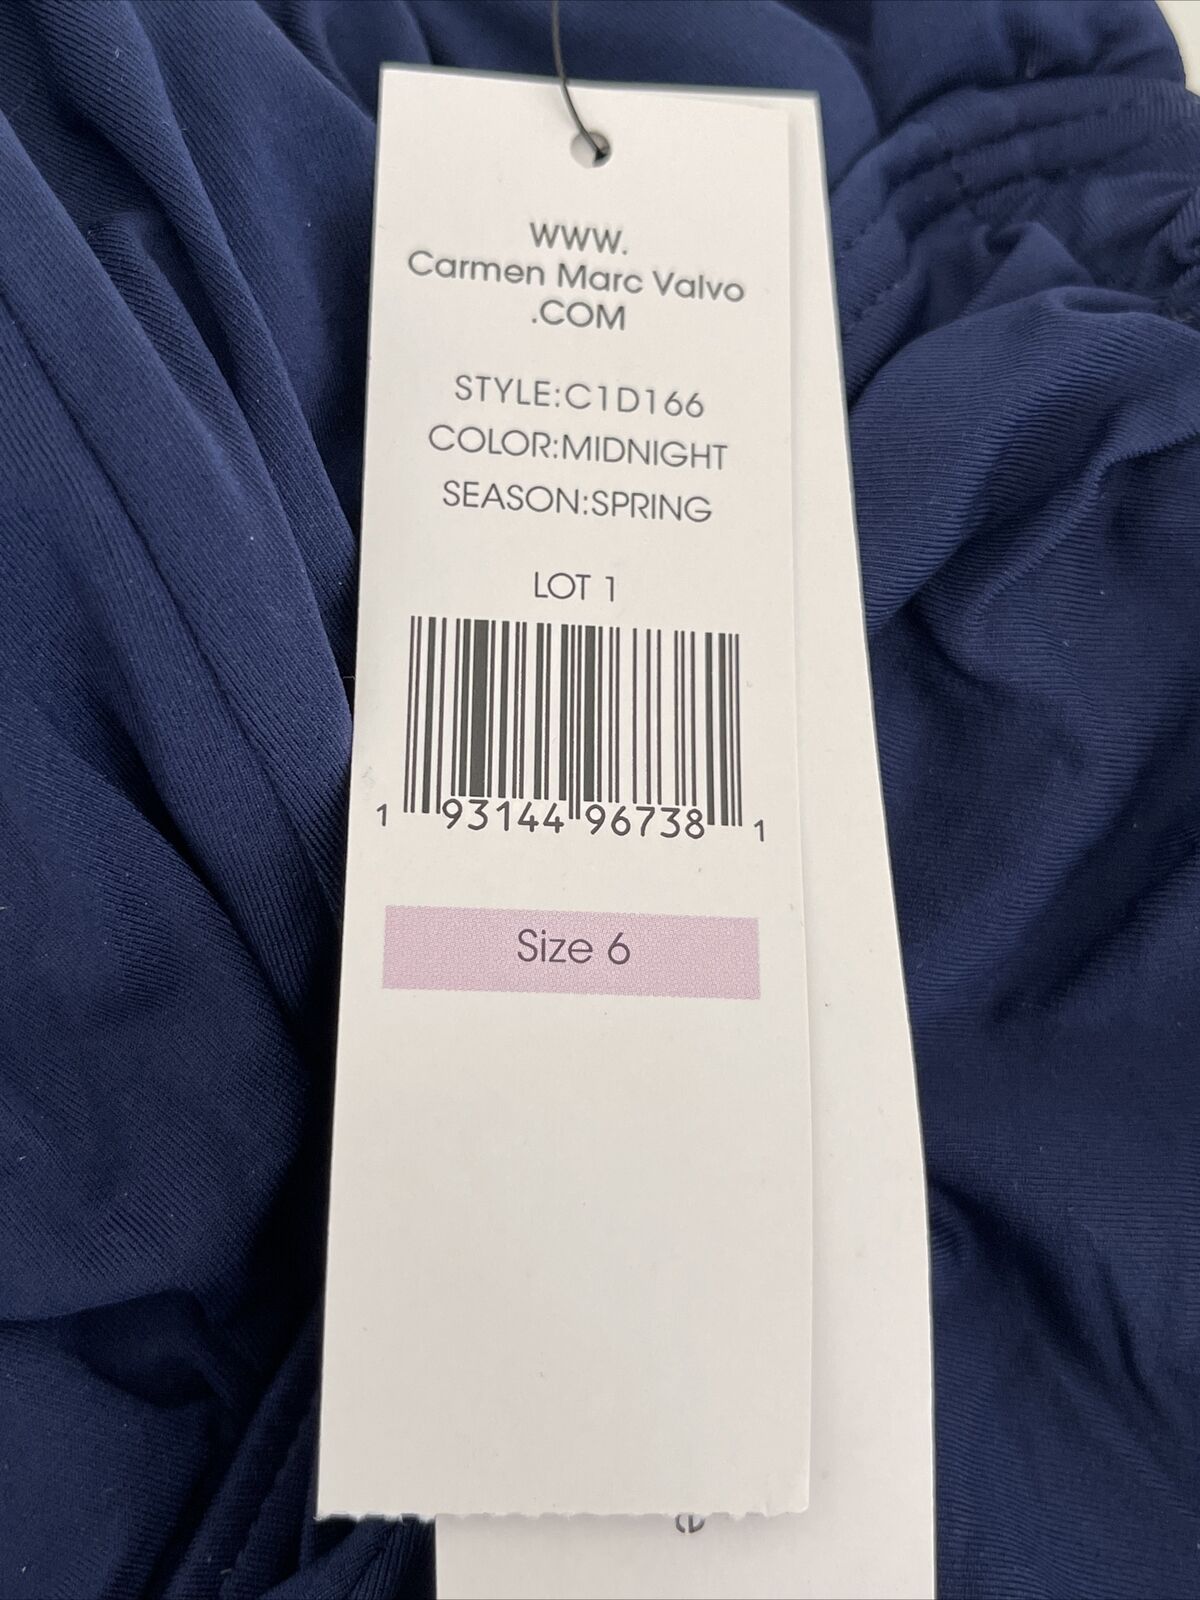 WWW.
Carmen Marc Valvo
.COM
STYLE:C1D166
COLOR:MIDNIGHT
SEASON:SPRING
LOT 1
1 93144 96738 1
Size 6